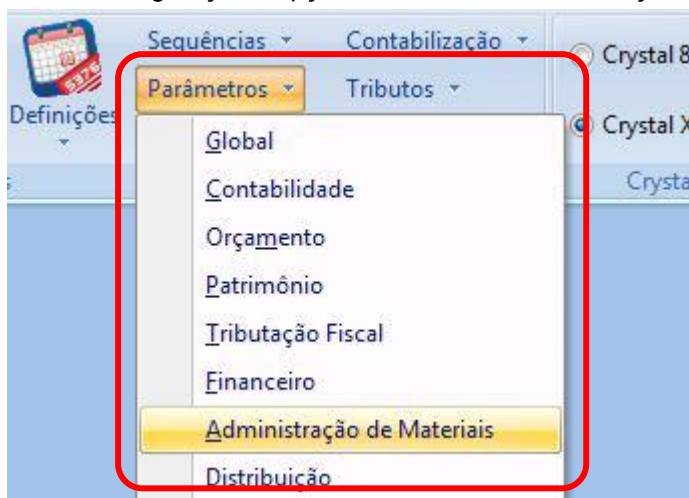 Sequências Contabilização
Parâmetros Tributos
Definições
Crystal 8
Crystal X
Crysta
Global
Contabilidade
Orçamento
Patrimônio
Tributação Fiscal
Financeiro
Administração de Materiais
Distribuição